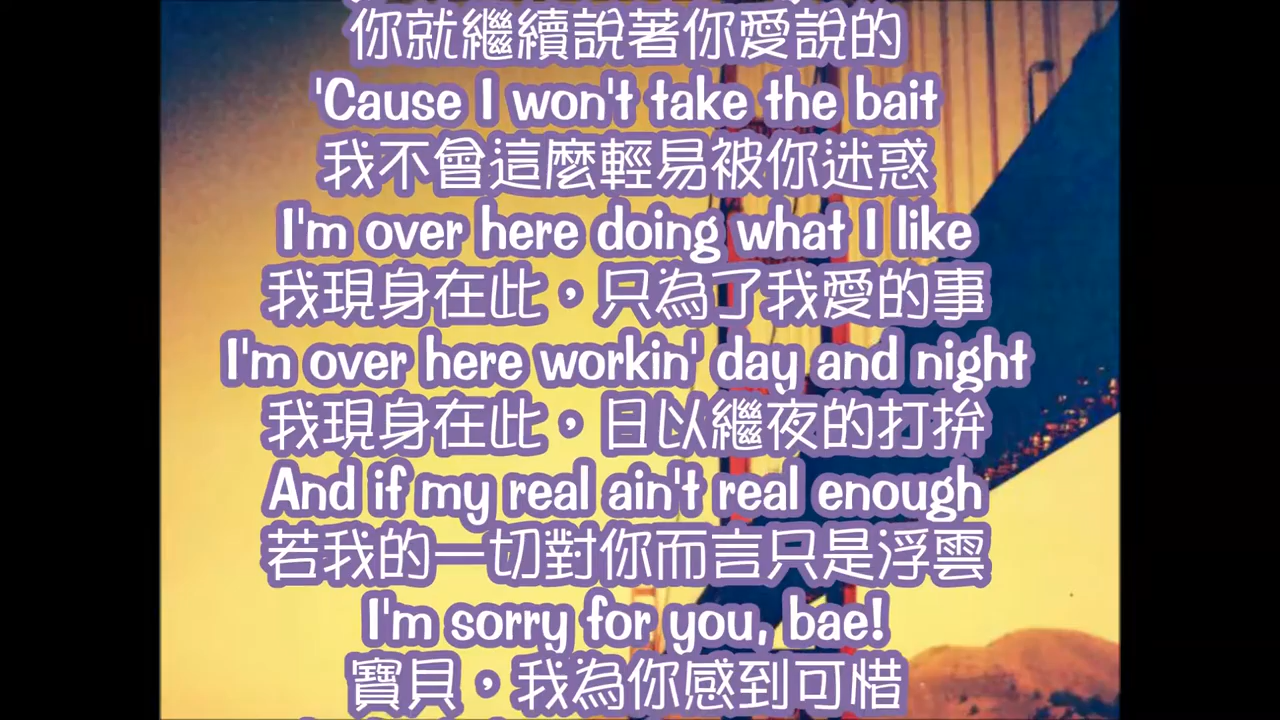 你就繼續說著你愛說的
'Cause I won't take the bait
我不會這麼輕易被你迷惑
I'm over here doing what I like
我現身在此，只為了我愛的事
I'm over here workin' day and night
我現身在此，日以繼夜的打拚
And if my real ain't real enough
若我的一切對你而言只是浮雲
I'm sorry for you, bae!
寶貝，我為你感到可惜